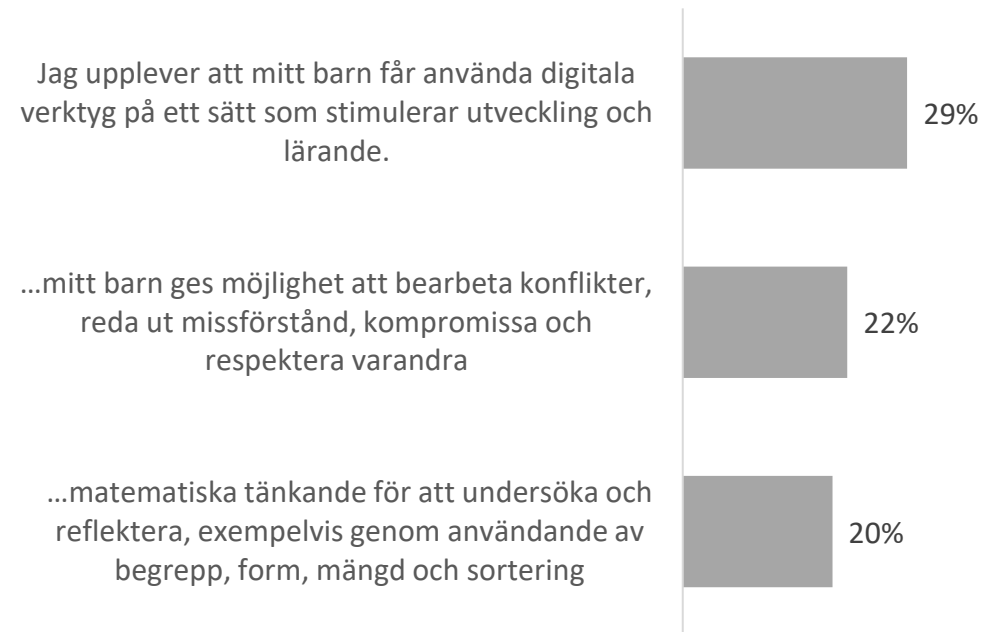 Jag upplever att mitt barn får använda digitala
verktyg på ett sätt som stimulerar utveckling och
lärande.
29%
…mitt barn ges möjlighet att bearbeta konflikter,
reda ut missförstånd, kompromissa och
respektera varandra
22%
…matematiska tänkande för att undersöka och
reflektera, exempelvis genom användande av
begrepp, form, mängd och sortering
20%